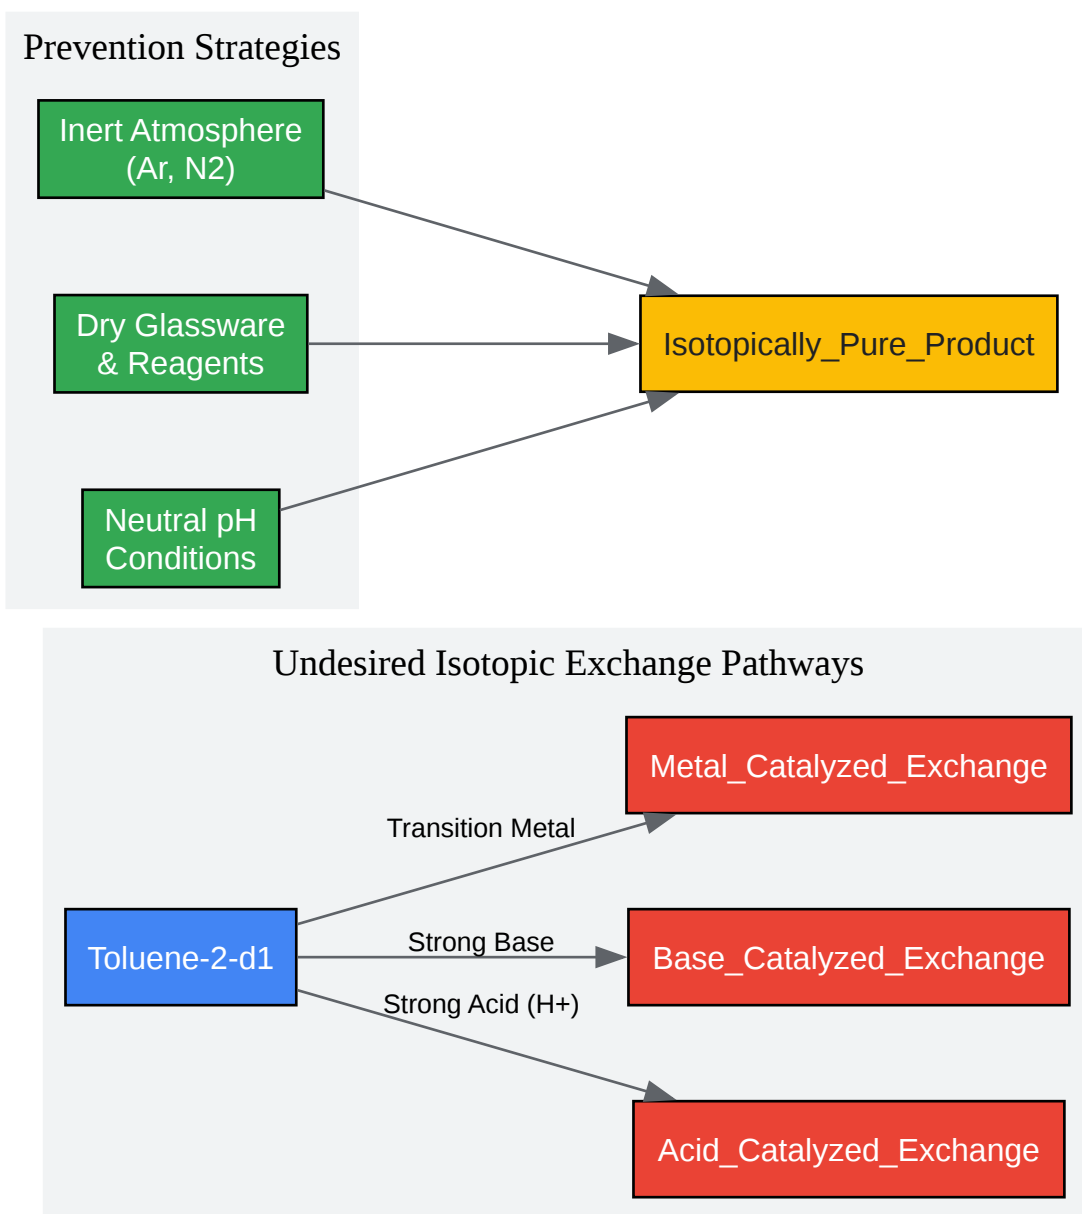 Prevention Strategies
Inert Atmosphere
(Ar, N2)
Dry Glassware
& Reagents
Neutral pH
Conditions
Isotopically_Pure_Product
Undesired Isotopic Exchange Pathways
Metal_Catalyzed_Exchange
Transition Metal
Toluene-2-d1
Strong Base
Base_Catalyzed_Exchange
Strong Acid (H+)
Acid_Catalyzed_Exchange